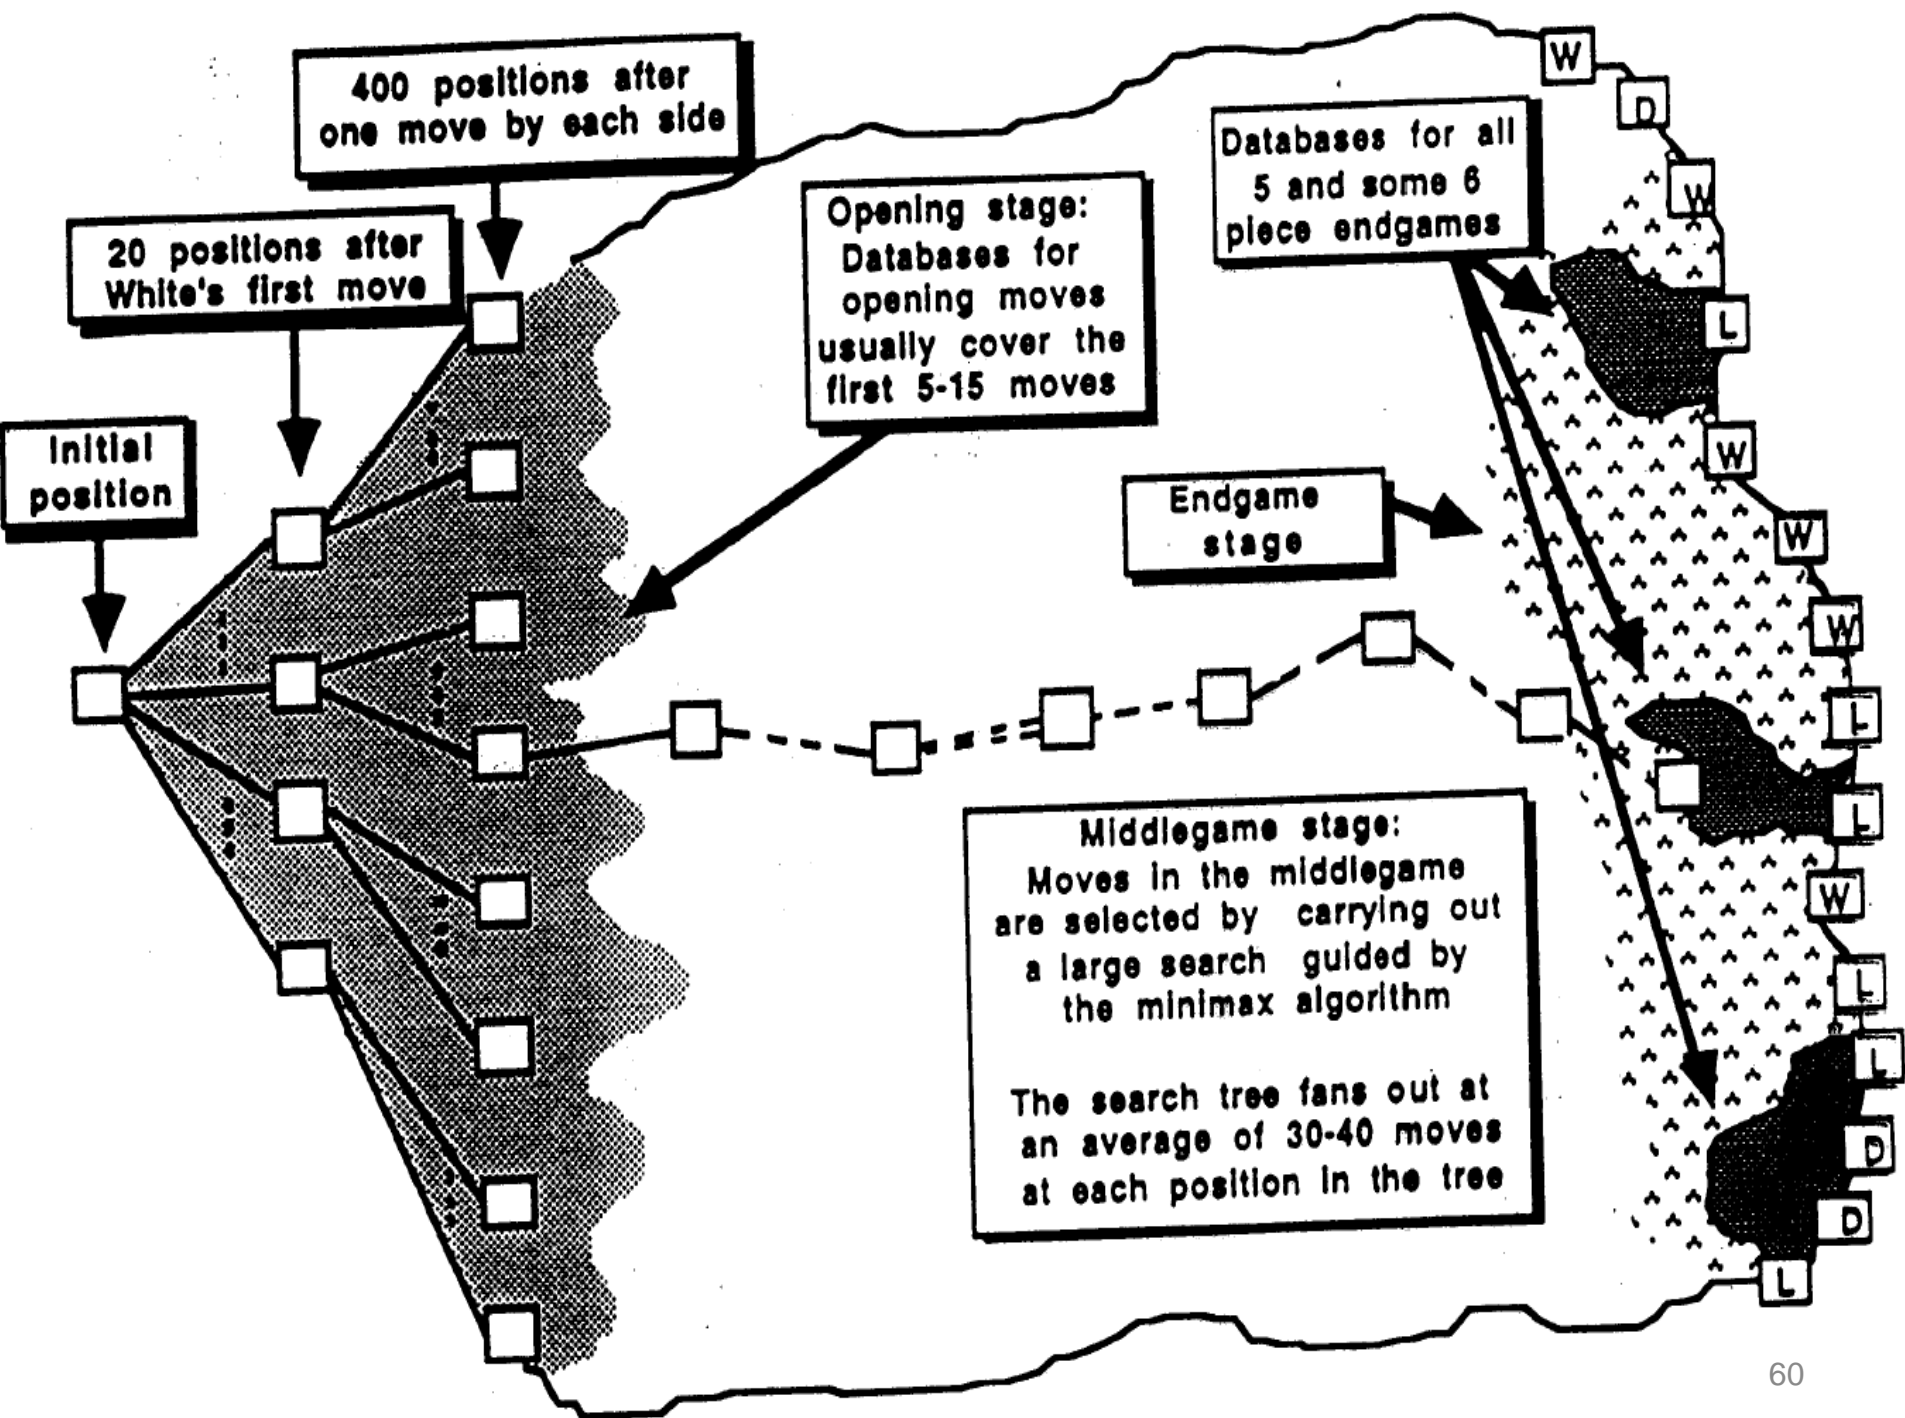 400 positions after
one move by each side
20 positions after
White's first move
Initial
position
Opening stage:
Databases for
opening moves
usually cover the
first 5-15 moves
Databases for all
5 and some 6
piece endgames
Endgame
stage
Middlegame stage:
Moves in the middlegame
are selected by carrying out
a large search guided by
the minimax algorithm
The search tree fans out at
an average of 30-40 moves
at each position in the tree
W
D
W
L
W
W
W
L
L
W
L
L
D
D
L
60